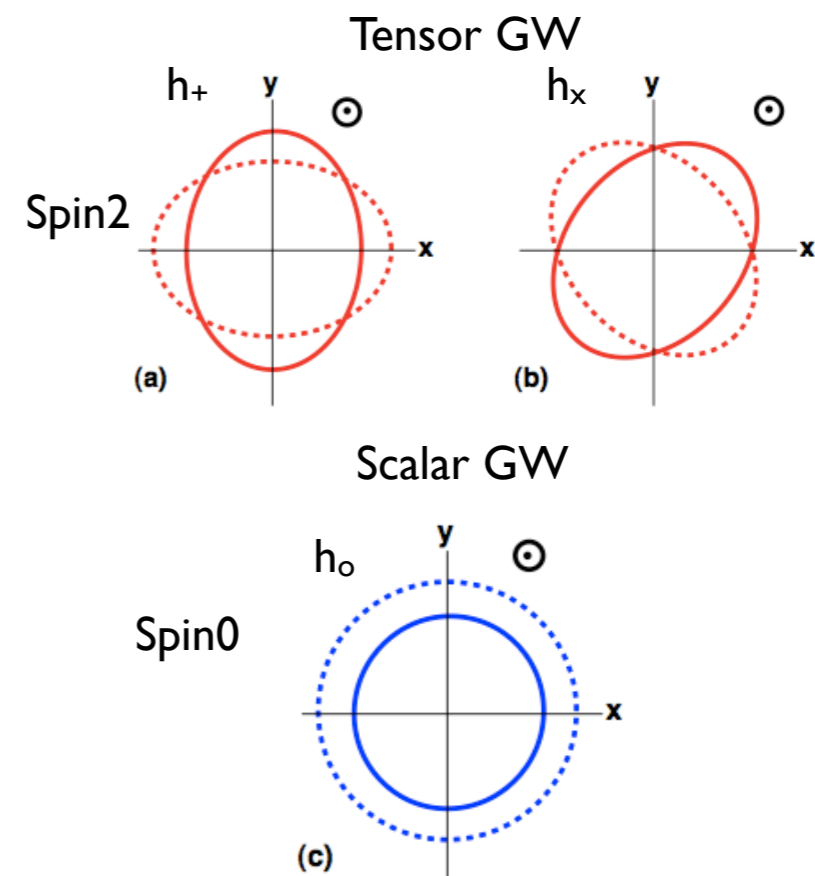 Tensor GW
h₊ y hₓ y
Spin2
x x
(a) (b)
Scalar GW
y
hₒ
Spin0
x
(c)